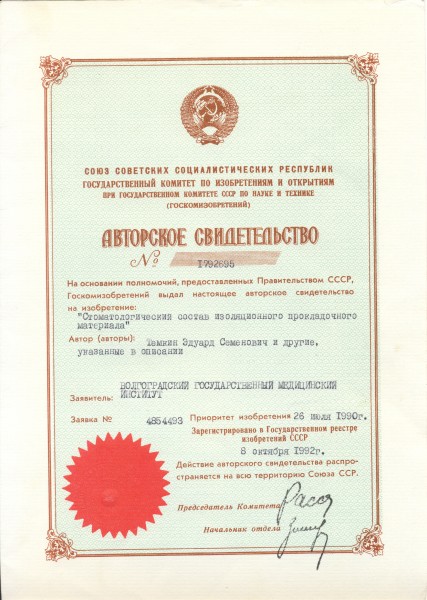 СОЮЗ СОВЕТСКИХ СОЦИАЛИСТИЧЕСКИХ РЕСПУБЛИК
ГОСУДАРСТВЕННЫЙ КОМИТЕТ ПО ИЗОБРЕТЕНИЯМ И ОТКРЫТИЯМ
ПРИ ГОСУДАРСТВЕННОМ КОМИТЕТЕ СССР ПО НАУКЕ И ТЕХНИКЕ
(ГОСКОМИЗОБРЕТЕНИЙ)
АВТОРСКОЕ СВИДЕТЕЛЬСТВО
№ 1792695
На основании полномочий, предоставленных Правительством СССР,
Госкомизобретений выдал настоящее авторское свидетельство
на изобретение:
"Стоматологический состав изоляционного прокладочного
материала"
Автор (авторы): Темкин Эдуард Семенович и другие,
указанные в описании
ВОЛГОГРАДСКИЙ ГОСУДАРСТВЕННЫЙ МЕДИЦИНСКИЙ
Заявитель: ИНСТИТУТ
Заявка № 4854493 Приоритет изобретения 26 июля 1990г.
Зарегистрировано в Государственном реестре
изобретений СССР
8 октября 1992г.
Действие авторского свидетельства распро-
страняется на всю территорию Союза ССР.
Председатель Комитета
Начальник отдела